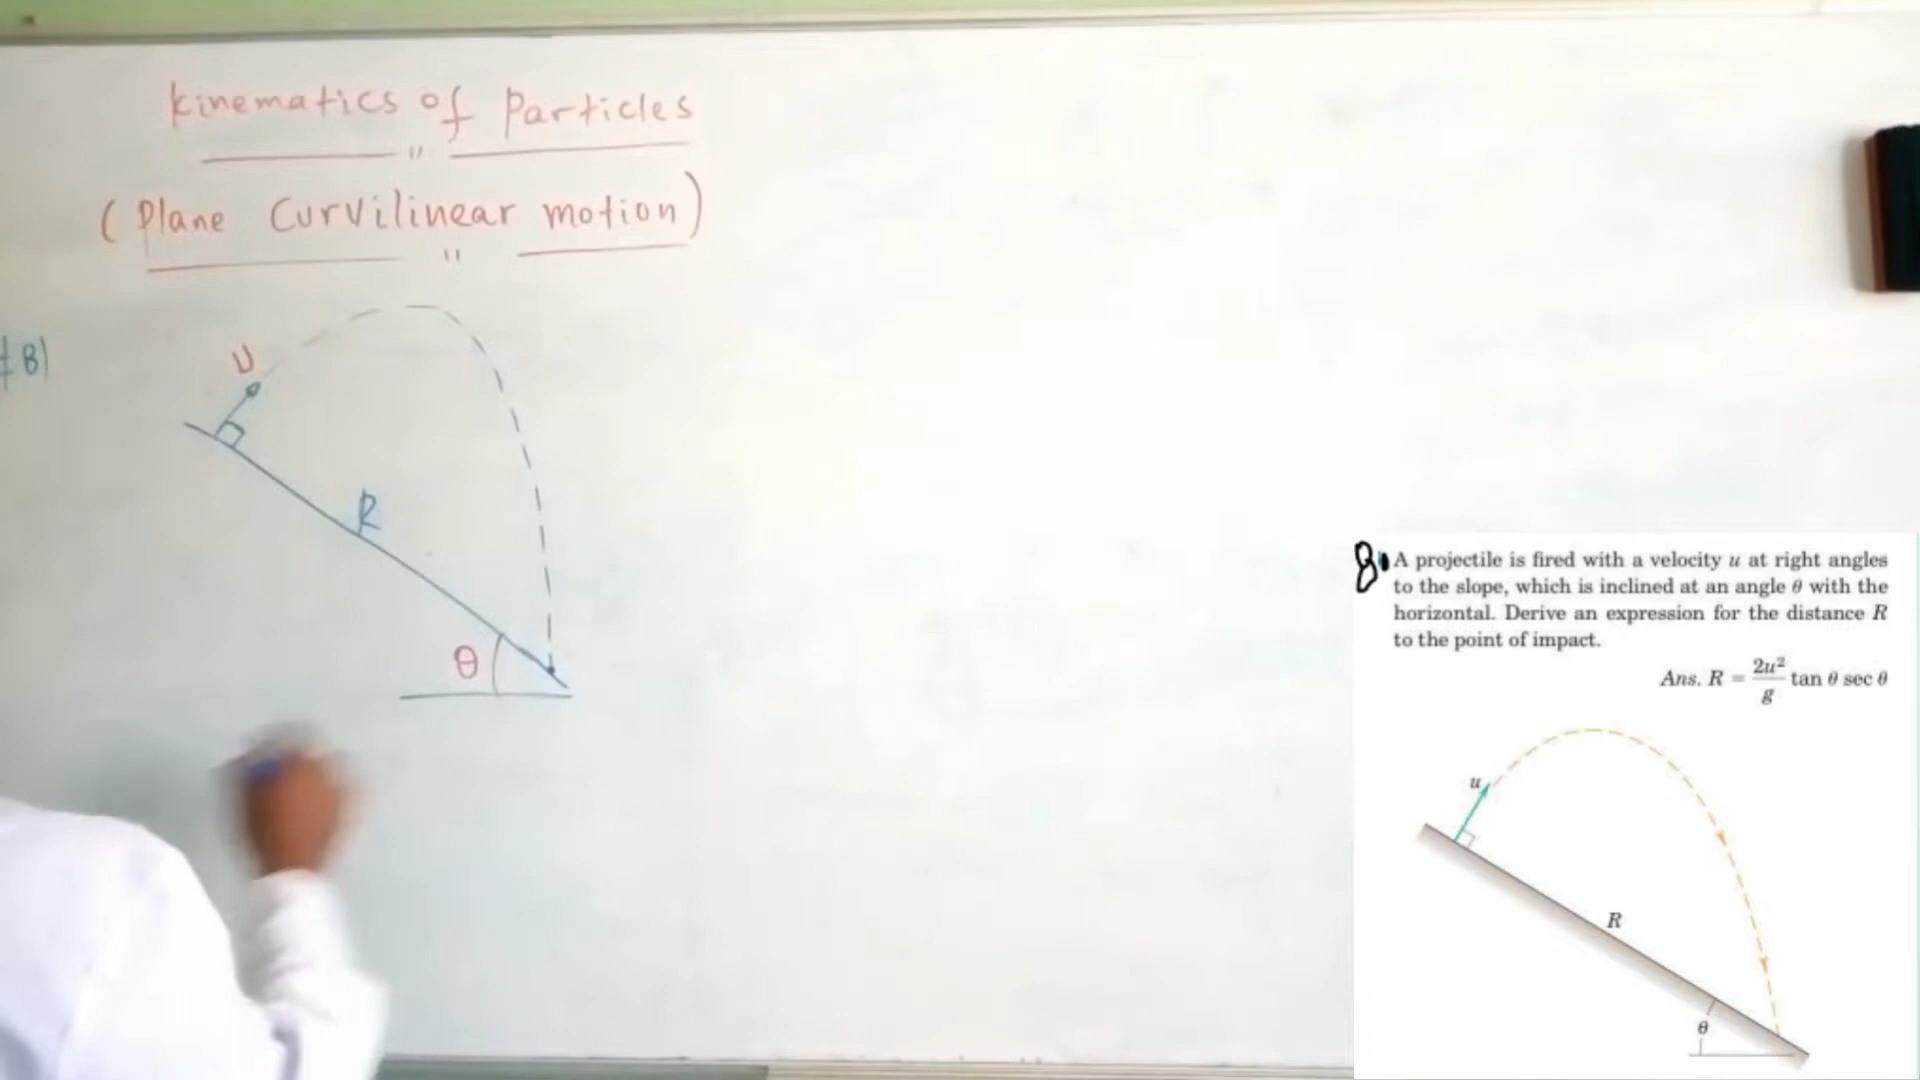 kinematics of Particles
"
(Plane Curvilinear motion)
"
#8)
U
R
θ
8. A projectile is fired with a velocity u at right angles
to the slope, which is inclined at an angle θ with the
horizontal. Derive an expression for the distance R
to the point of impact.
Ans. R = 2u²/g tan θ sec θ
u
R
θ